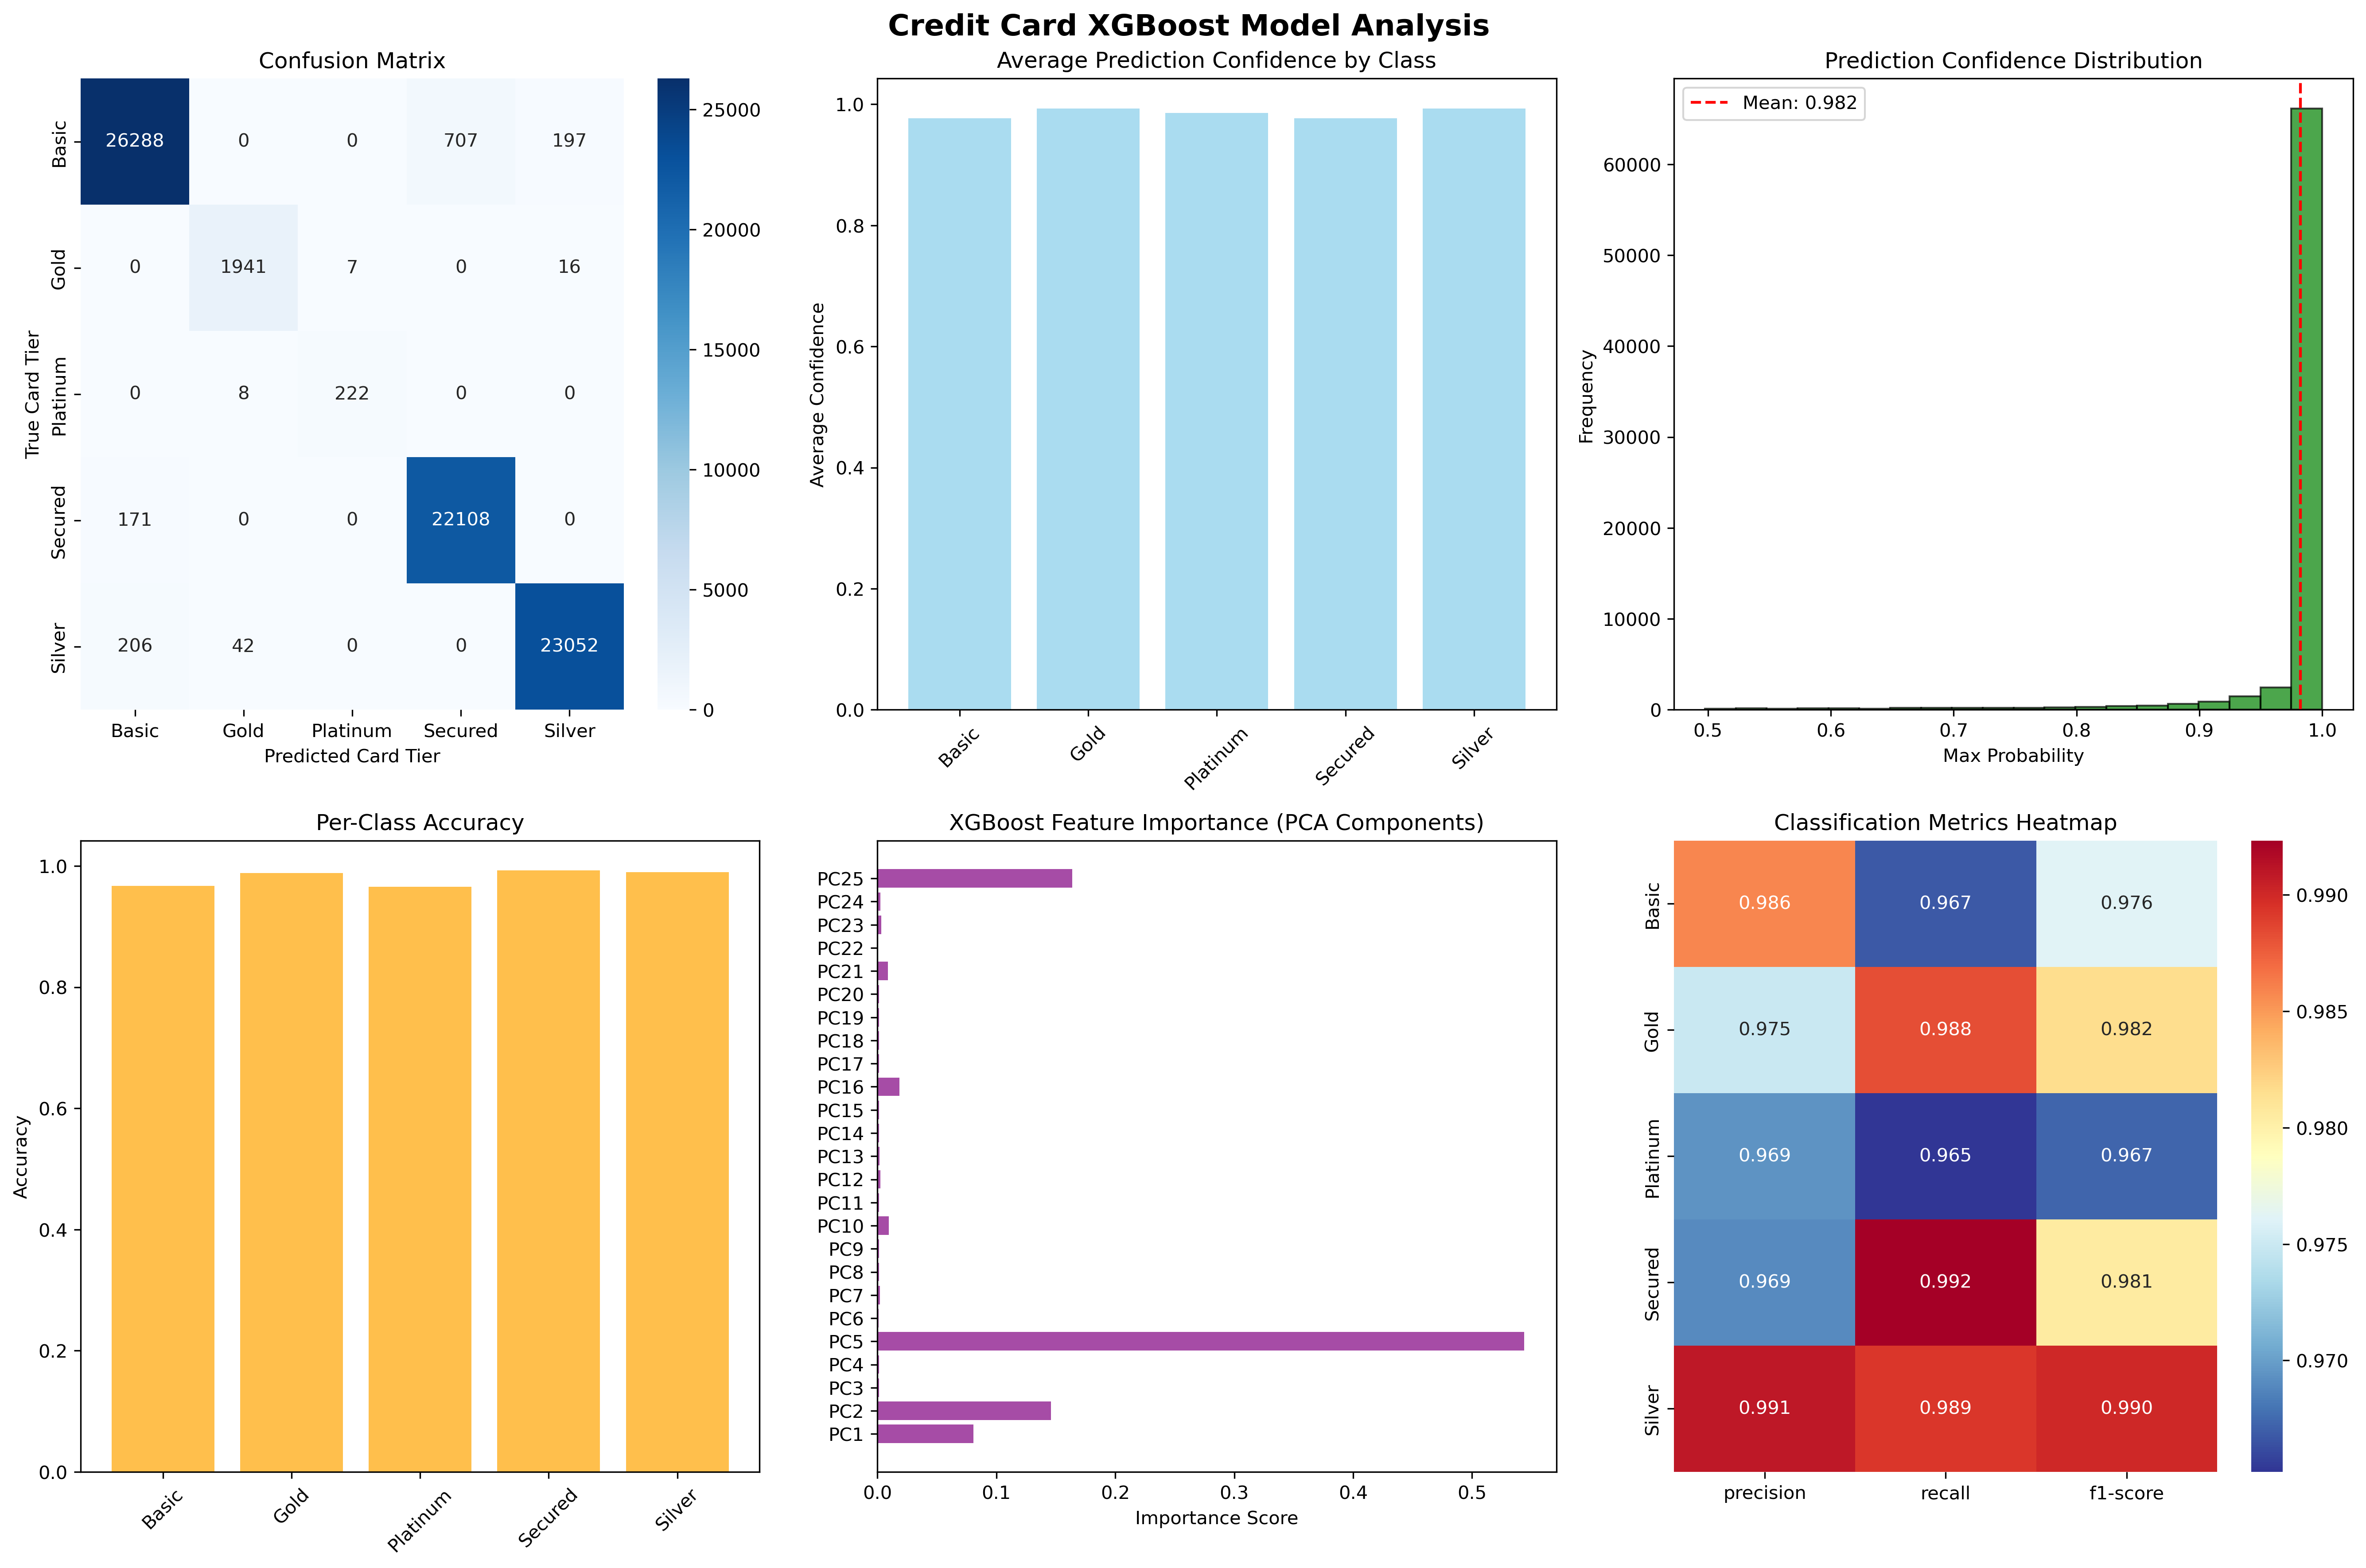 Credit Card XGBoost Model Analysis
Confusion Matrix
True Card Tier
Basic 26288 0 0 707 197
Gold 0 1941 7 0 16
Platinum 0 8 222 0 0
Secured 171 0 0 22108 0
Silver 206 42 0 0 23052
Basic Gold Platinum Secured Silver
Predicted Card Tier
25000
20000
15000
10000
5000
0
Average Prediction Confidence by Class
Average Confidence
1.0
0.8
0.6
0.4
0.2
0.0
Basic Gold Platinum Secured Silver
Prediction Confidence Distribution
Mean: 0.982
Frequency
60000
50000
40000
30000
20000
10000
0
0.5 0.6 0.7 0.8 0.9 1.0
Max Probability
Per-Class Accuracy
Accuracy
1.0
0.8
0.6
0.4
0.2
0.0
Basic Gold Platinum Secured Silver
XGBoost Feature Importance (PCA Components)
PC25
PC24
PC23
PC22
PC21
PC20
PC19
PC18
PC17
PC16
PC15
PC14
PC13
PC12
PC11
PC10
PC9
PC8
PC7
PC6
PC5
PC4
PC3
PC2
PC1
0.0 0.1 0.2 0.3 0.4 0.5
Importance Score
Classification Metrics Heatmap
Basic 0.986 0.967 0.976
Gold 0.975 0.988 0.982
Platinum 0.969 0.965 0.967
Secured 0.969 0.992 0.981
Silver 0.991 0.989 0.990
precision recall f1-score
0.990
0.985
0.980
0.975
0.970